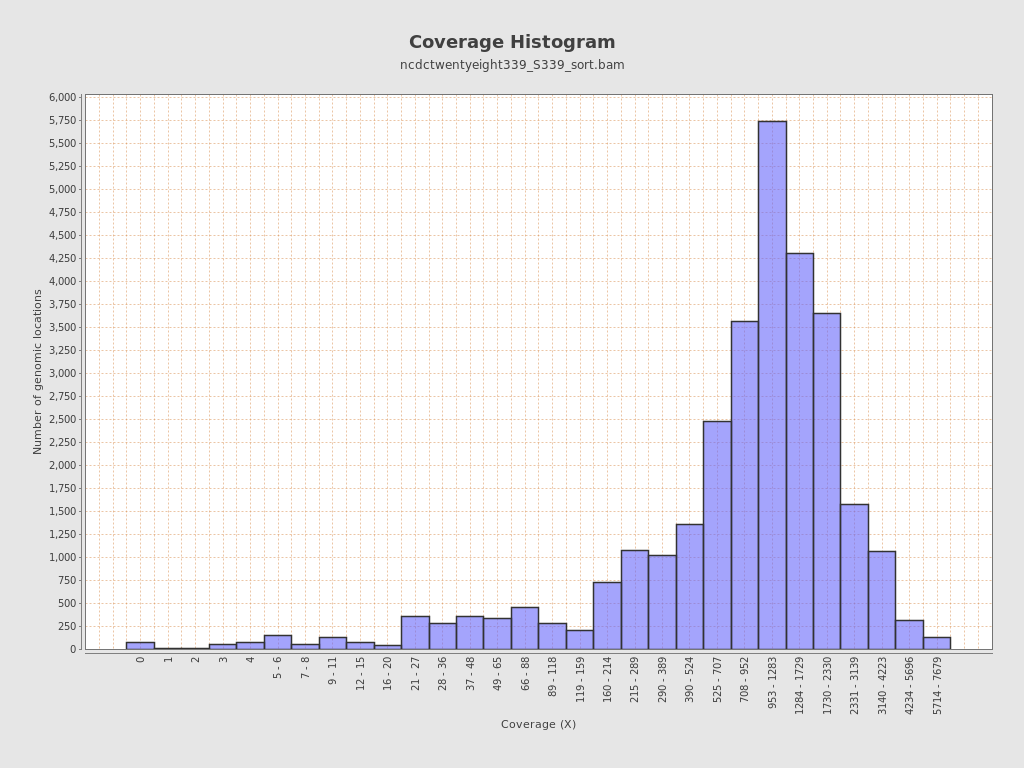 Coverage Histogram
ncdctwentyeight339_S339_sort.bam
6,000
5,750
5,500
5,250
5,000
4,750
4,500
4,250
4,000
3,750
3,500
3,250
3,000
2,750
2,500
2,250
2,000
1,750
1,500
1,250
1,000
750
500
250
0
Number of genomic locations
0
1
2
3
4
5 - 6
7 - 8
9 - 11
12 - 15
16 - 20
21 - 27
28 - 36
37 - 48
49 - 65
66 - 88
89 - 118
119 - 159
160 - 214
215 - 289
290 - 389
390 - 524
525 - 707
708 - 952
953 - 1283
1284 - 1729
1730 - 2330
2331 - 3139
3140 - 4223
4234 - 5696
5714 - 7679
Coverage (X)